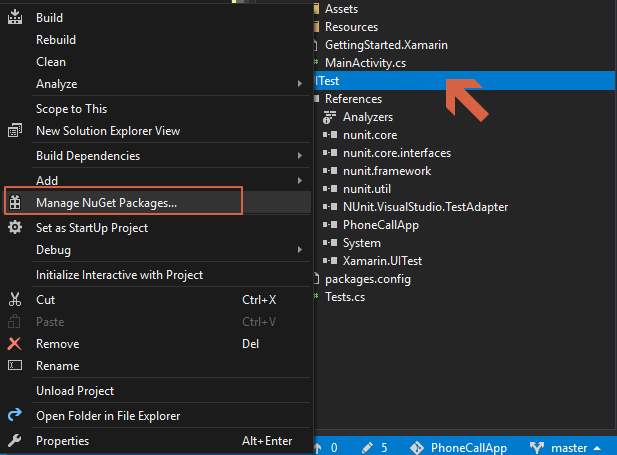 Build
Rebuild
Clean
Analyze
Scope to This
New Solution Explorer View
Build Dependencies
Add
Manage NuGet Packages...
Set as StartUp Project
Debug
Initialize Interactive with Project
Cut Ctrl+X
Paste Ctrl+V
Remove Del
Rename
Unload Project
Open Folder in File Explorer
Properties Alt+Enter
Assets
Resources
GettingStarted.Xamarin
MainActivity.cs
ITest
References
Analyzers
nunit.core
nunit.core.interfaces
nunit.framework
nunit.util
NUnit.VisualStudio.TestAdapter
PhoneCallApp
System
Xamarin.UITest
packages.config
Tests.cs
0 5 PhoneCallApp master